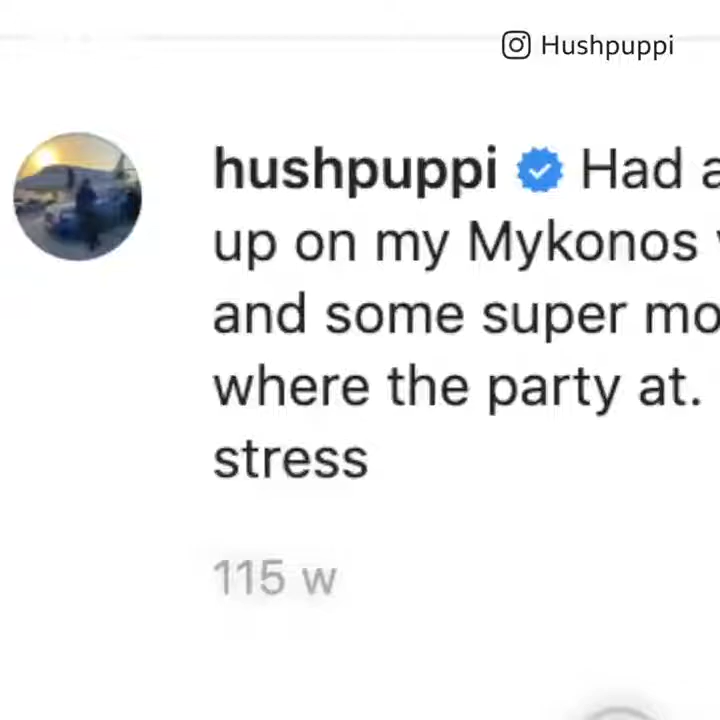 Hushpuppi
hushpuppi Had a
up on my Mykonos
and some super mo
where the party at.
stress
115 w